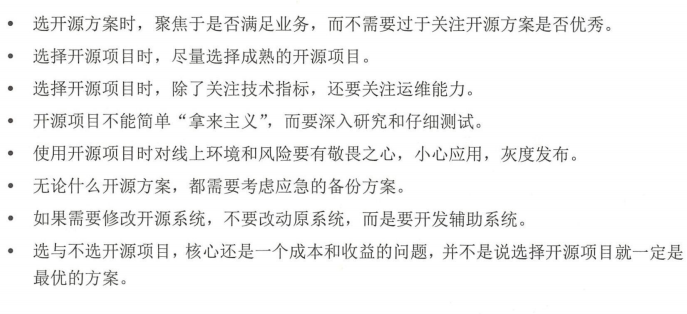 • 选开源方案时，聚焦于是否满足业务，而不需要过于关注开源方案是否优秀。
• 选择开源项目时，尽量选择成熟的开源项目。
• 选择开源项目时，除了关注技术指标，还要关注运维能力。
• 开源项目不能简单“拿来主义”，而要深入研究和仔细测试。
• 使用开源项目时对线上环境和风险要有敬畏之心，小心应用，灰度发布。
• 无论什么开源方案，都需要考虑应急的备份方案。
• 如果需要修改开源系统，不要改动原系统，而是要开发辅助系统。
• 选与不选开源项目，核心还是一个成本和收益的问题，并不是说选择开源项目就一定是
最优的方案。